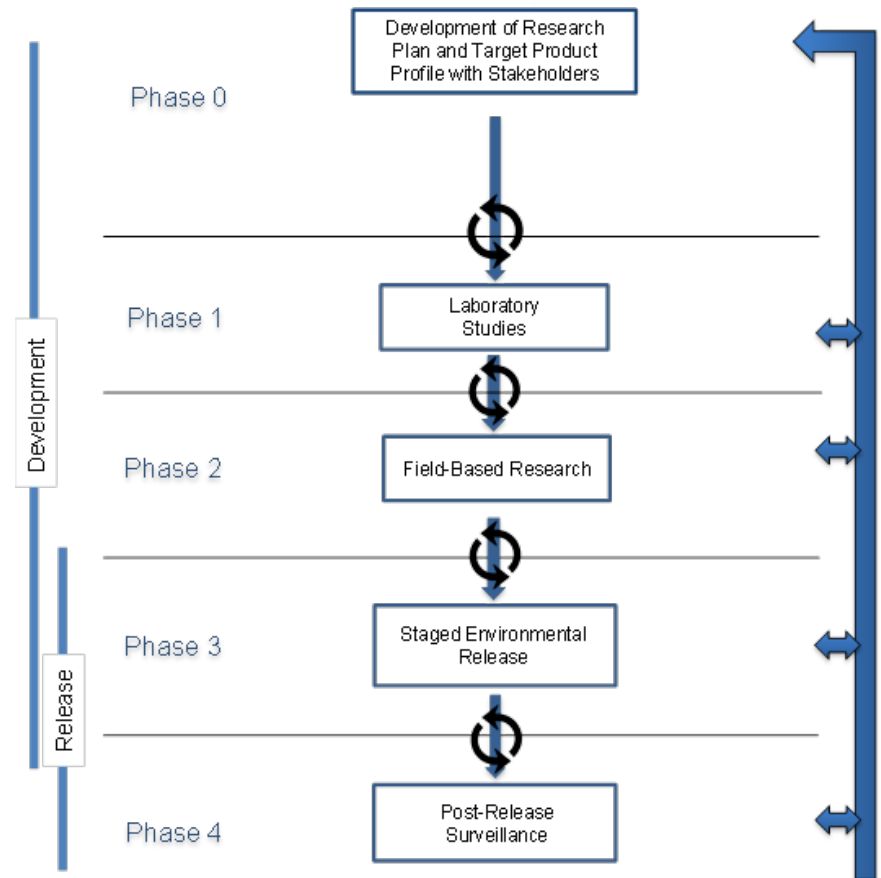 Development of Research
Plan and Target Product
Profile with Stakeholders
Phase 0
Phase 1
Laboratory
Studies
Development
Phase 2
Field-Based Research
Release
Phase 3
Staged Environmental
Release
Phase 4
Post-Release
Surveillance